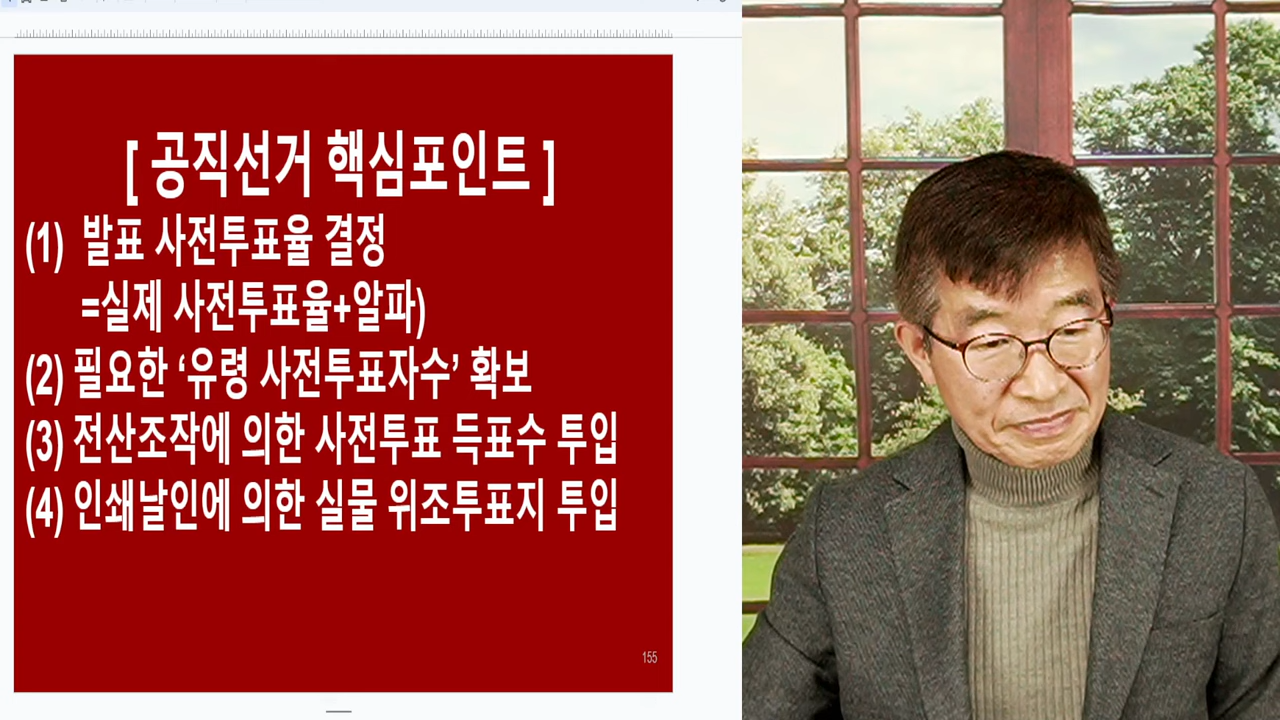 [ 공직선거 핵심포인트 ]
(1) 발표 사전투표율 결정
=실제 사전투표율+알파)
(2) 필요한 ‘유령 사전투표자수’ 확보
(3) 전산조작에 의한 사전투표 득표수 투입
(4) 인쇄날인에 의한 실물 위조투표지 투입
155